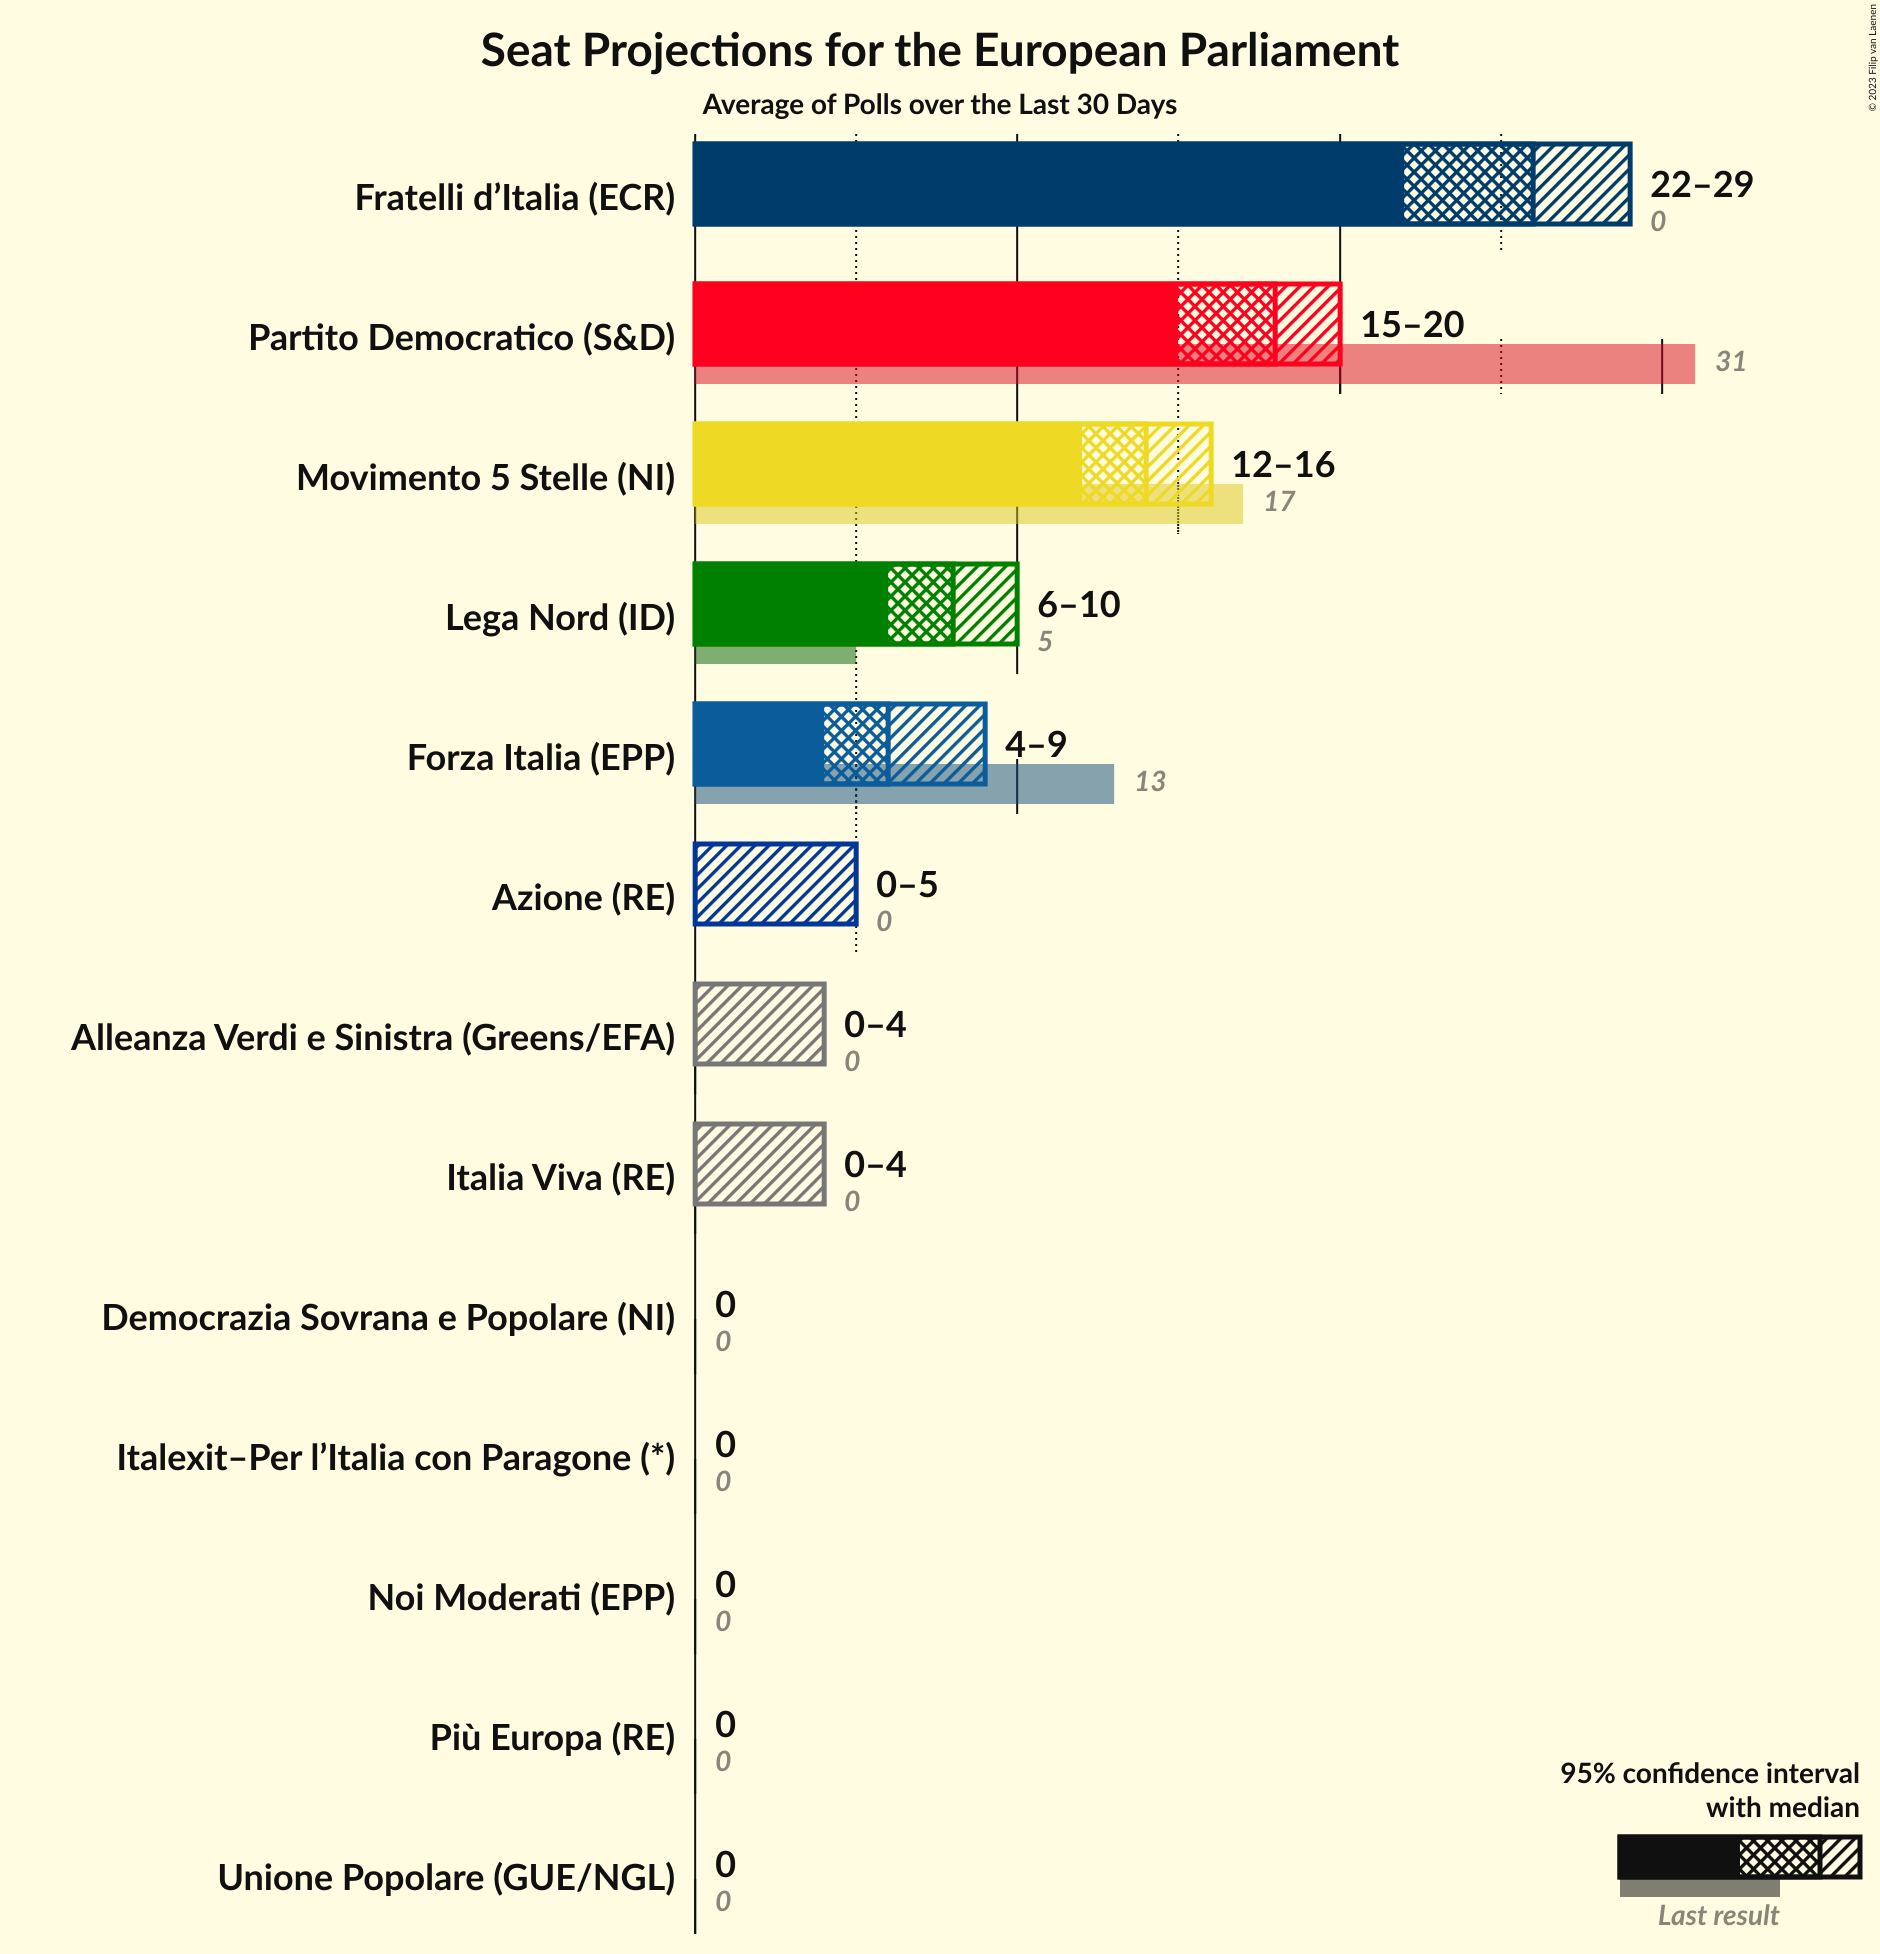 Seat Projections for the European Parliament
Average of Polls over the Last 30 Days
© 2023 Filip van Laenen
Fratelli d’Italia (ECR)
22–29
0
Partito Democratico (S&D)
15–20
31
Movimento 5 Stelle (NI)
12–16
17
Lega Nord (ID)
6–10
5
Forza Italia (EPP)
4–9
13
Azione (RE)
0–5
0
Alleanza Verdi e Sinistra (Greens/EFA)
0–4
0
Italia Viva (RE)
0–4
0
Democrazia Sovrana e Popolare (NI)
0
0
Italexit–Per l’Italia con Paragone (*)
0
0
Noi Moderati (EPP)
0
0
Più Europa (RE)
0
0
Unione Popolare (GUE/NGL)
0
0
95% confidence interval
with median
Last result